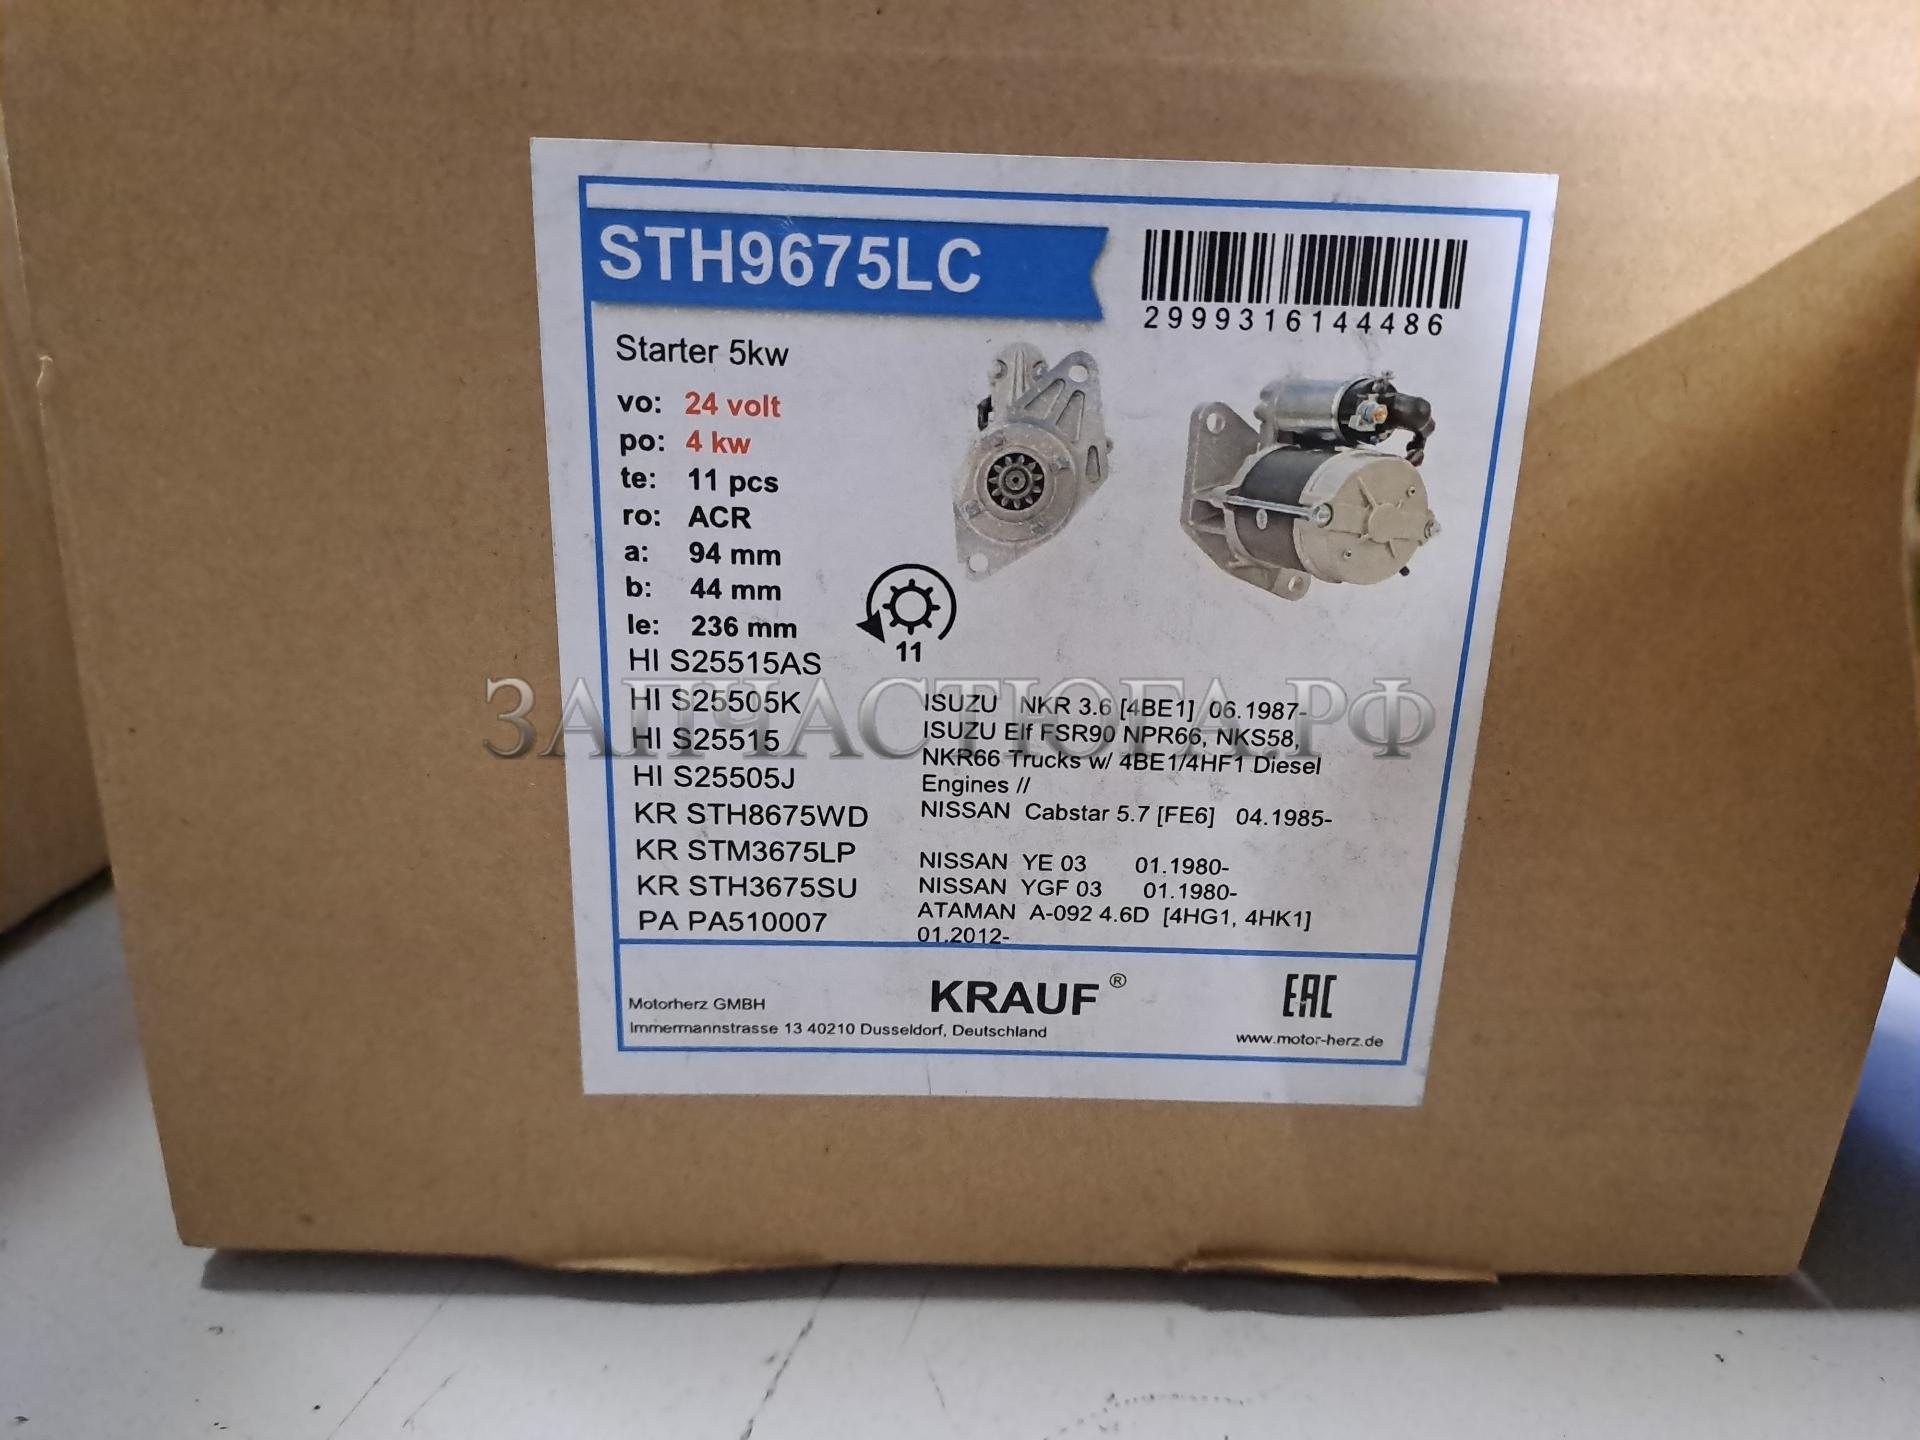 STH9675LC
2999316144486
Starter 5kw
vo: 24 volt
po: 4 kw
te: 11 pcs
ro: ACR
a: 94 mm
b: 44 mm
le: 236 mm
11
HI S25515AS
HI S25505K
HI S25515
HI S25505J
KR STH8675WD
KR STM3675LP
KR STH3675SU
PA PA510007
ISUZU NKR 3.6 [4BE1] 06.1987-
ISUZU Elf FSR90 NPR66, NKS58,
NKR66 Trucks w/ 4BE1/4HF1 Diesel
Engines //
NISSAN Cabstar 5.7 [FE6] 04.1985-
NISSAN YE 03 01.1980-
NISSAN YGF 03 01.1980-
ATAMAN A-092 4.6D [4HG1, 4HK1]
01.2012-
ЗАПЧАСТЮГА.РФ
Motorherz GMBH
Immermannstrasse 13 40210 Dusseldorf, Deutschland
KRAUF ®
EAC
www.motor-herz.de